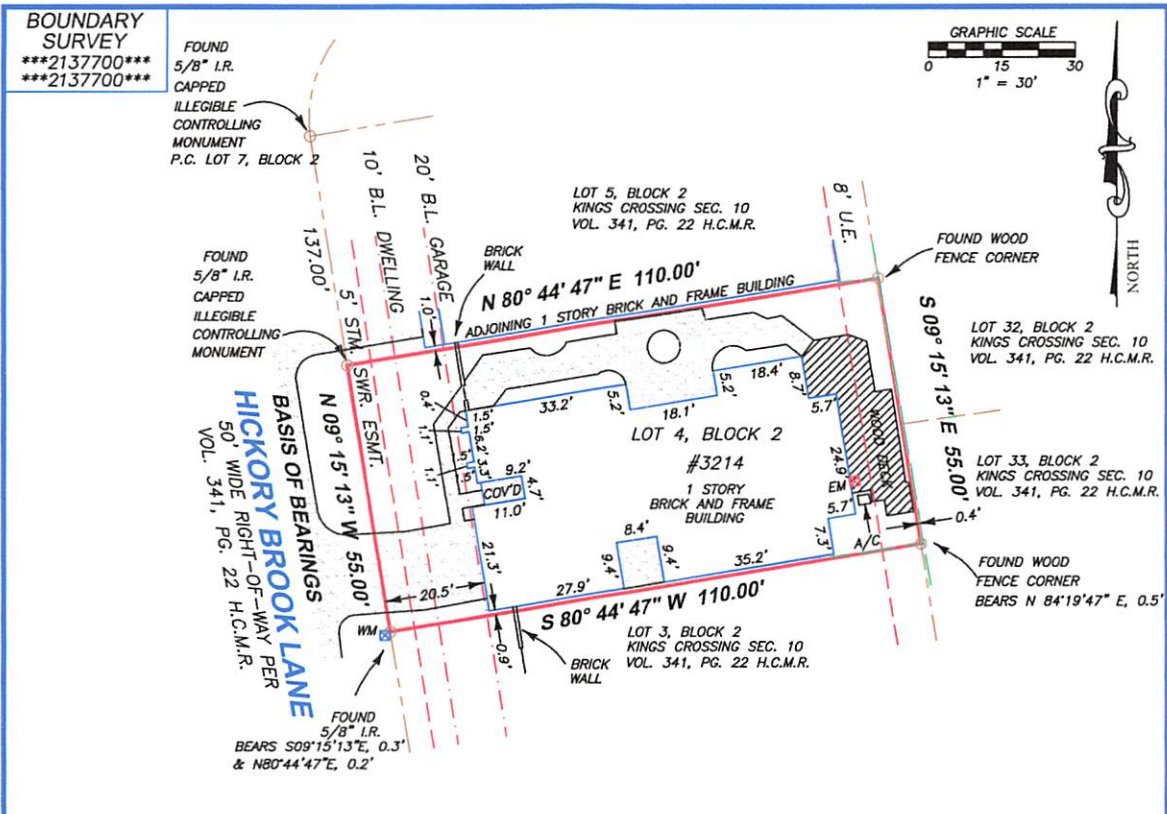 BOUNDARY
SURVEY
***2137700***
***2137700***
FOUND
5/8" I.R.
CAPPED
ILLEGIBLE
CONTROLLING
MONUMENT
P.C. LOT 7, BLOCK 2
GRAPHIC SCALE
0 15 30
1" = 30'
NORTH
137.00'
5' STM. SWR. ESMT.
10' B.L. DWELLING
20' B.L. GARAGE
1.0'
BRICK
WALL
LOT 5, BLOCK 2
KINGS CROSSING SEC. 10
VOL. 341, PG. 22 H.C.M.R.
8' U.E.
FOUND WOOD
FENCE CORNER
N 80° 44' 47" E 110.00'
ADJOINING 1 STORY BRICK AND FRAME BUILDING
FOUND
5/8" I.R.
CAPPED
ILLEGIBLE
CONTROLLING
MONUMENT
S 09° 15' 13" E 55.00'
LOT 32, BLOCK 2
KINGS CROSSING SEC. 10
VOL. 341, PG. 22 H.C.M.R.
LOT 33, BLOCK 2
KINGS CROSSING SEC. 10
VOL. 341, PG. 22 H.C.M.R.
0.4'
1.5'
1.1'
1.5'
6.2'
3.3'
1.1'
33.2'
5.2'
18.1'
5.2'
18.4'
8.7'
5.7'
WOOD DECK
24.9'
EM
5.7'
7.3'
A/C
0.4'
LOT 4, BLOCK 2
#3214
1 STORY
BRICK AND FRAME
BUILDING
9.2'
COV'D
4.7'
11.0'
21.3'
8.4'
9.4'
9.4'
27.9'
35.2'
20.5'
0.9'
N 09° 15' 13" W 55.00'
BASIS OF BEARINGS
HICKORY BROOK LANE
50' WIDE RIGHT-OF-WAY PER
VOL. 341, PG. 22 H.C.M.R.
WM
S 80° 44' 47" W 110.00'
LOT 3, BLOCK 2
KINGS CROSSING SEC. 10
VOL. 341, PG. 22 H.C.M.R.
BRICK
WALL
FOUND WOOD
FENCE CORNER
BEARS N 84°19'47" E, 0.5'
FOUND
5/8" I.R.
BEARS S09°15'13"E, 0.3'
& N80°44'47"E, 0.2'